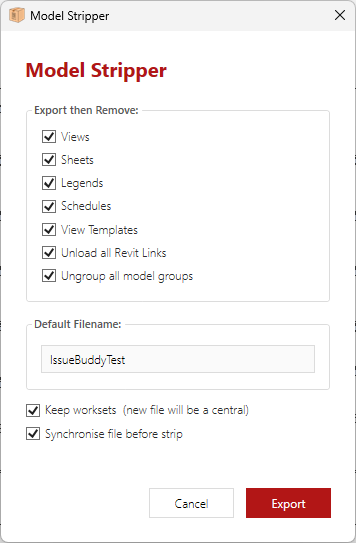 Model Stripper
Model Stripper
Export then Remove:
Views
Sheets
Legends
Schedules
View Templates
Unload all Revit Links
Ungroup all model groups
Default Filename:
IssueBuddyTest
Keep worksets  (new file will be a central)
Synchronise file before strip
Cancel
Export